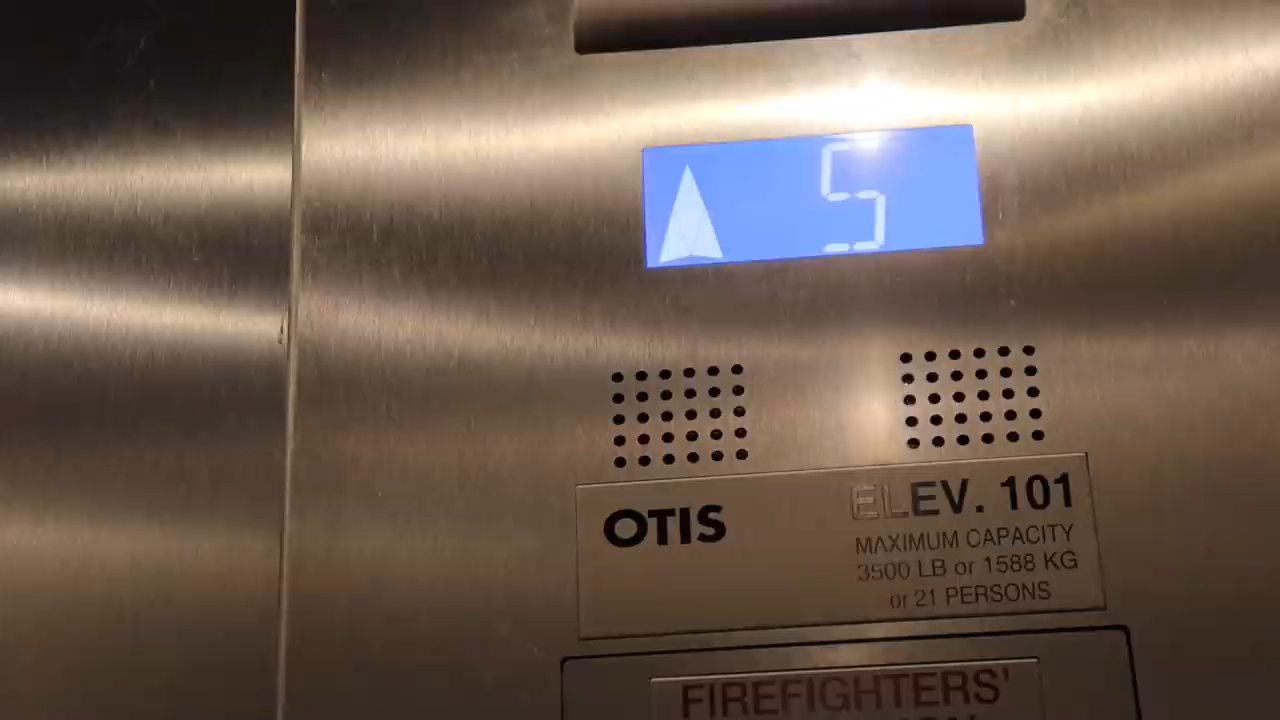 5
OTIS
ELEV. 101
MAXIMUM CAPACITY
3500 LB or 1588 KG
or 21 PERSONS
FIREFIGHTERS'